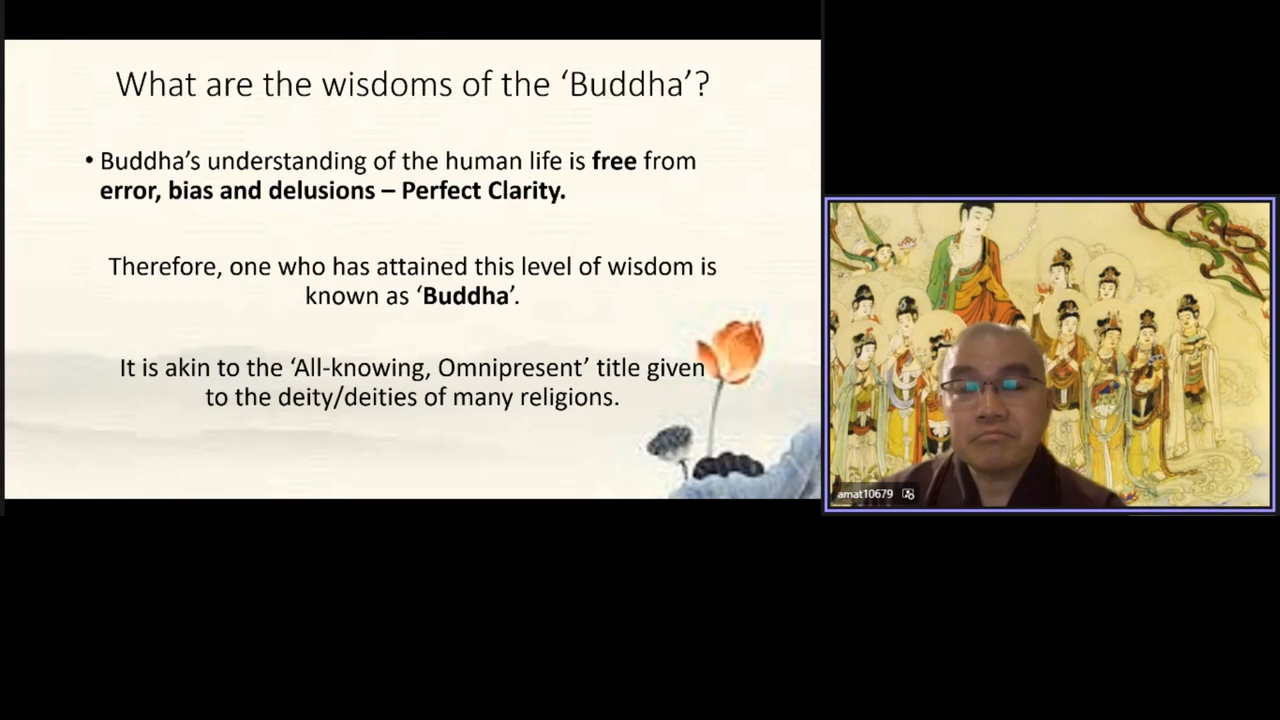 What are the wisdoms of the ‘Buddha’?
• Buddha’s understanding of the human life is free from
error, bias and delusions – Perfect Clarity.
Therefore, one who has attained this level of wisdom is
known as ‘Buddha’.
It is akin to the ‘All-knowing, Omnipresent’ title given
to the deity/deities of many religions.
amat10679